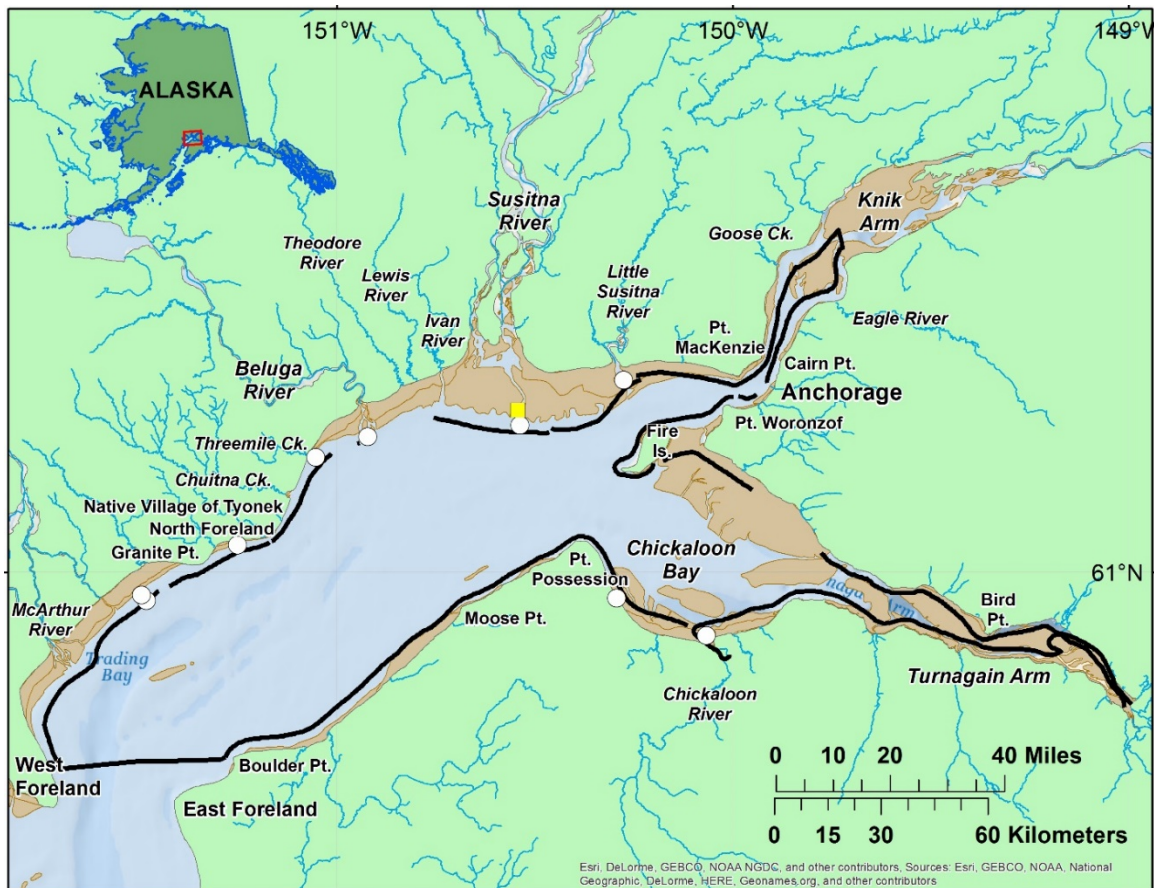 151°W
150°W
149°W
ALASKA
Susitna
River
Knik
Arm
Goose Ck.
Theodore
River
Lewis
River
Little
Susitna
River
Ivan
River
Pt.
MacKenzie
Eagle River
Cairn Pt.
Beluga
River
Anchorage
Pt. Woronzof
Threemile Ck.
Fire
Is.
Chuitna Ck.
Native Village of Tyonek
North Foreland
Granite Pt.
Chickaloon
Bay
Pt.
Possession
61°N
McArthur
River
Moose Pt.
Bird
Pt.
Trading
Bay
Turnagain Arm
Chickaloon
River
West
Foreland
Boulder Pt.
East Foreland
0 10 20 40 Miles
0 15 30 60 Kilometers
Esri, DeLorme, GEBCO, NOAA NGDC, and other contributors, Sources: Esri, GEBCO, NOAA, National
Geographic, DeLorme, HERE, Geonames.org, and other contributors